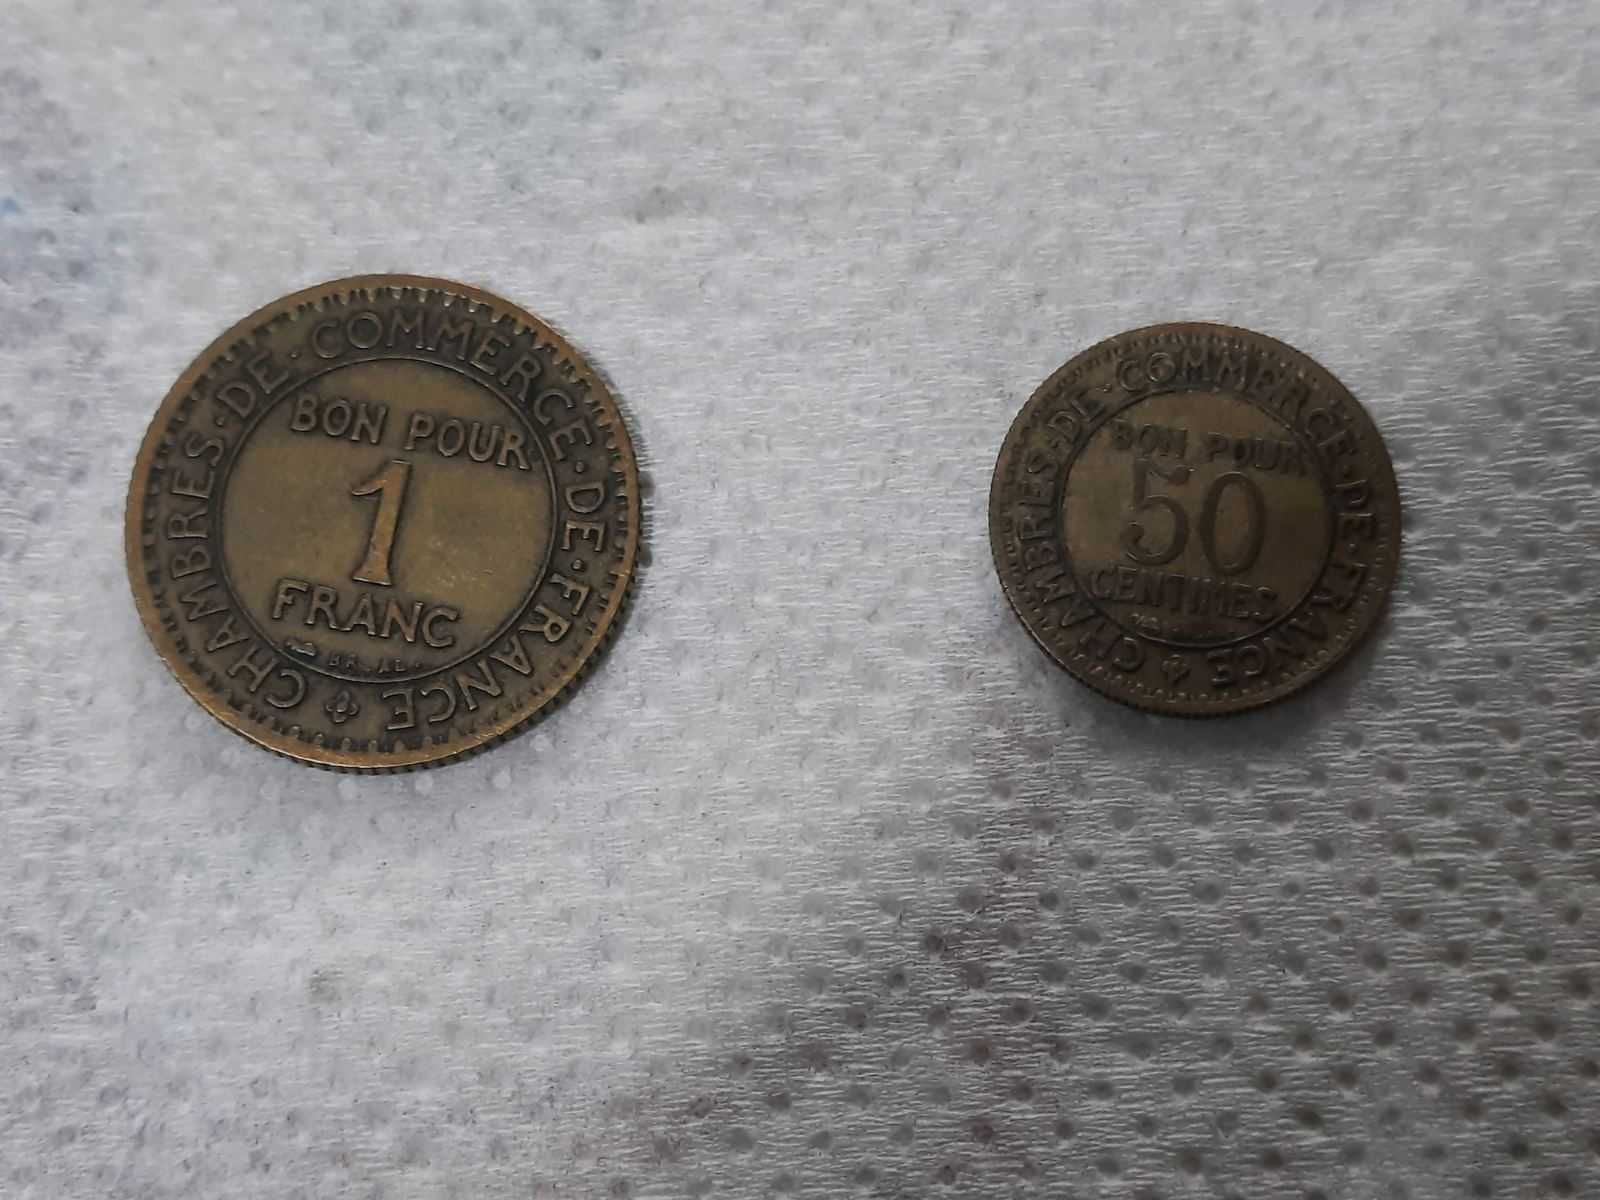 CHAMBRES · DE · COMMERCE · DE · FRANCE
BON POUR
1
FRANC
CHAMBRES · DE · COMMERCE · DE · FRANCE
BON POUR
50
CENTIMES